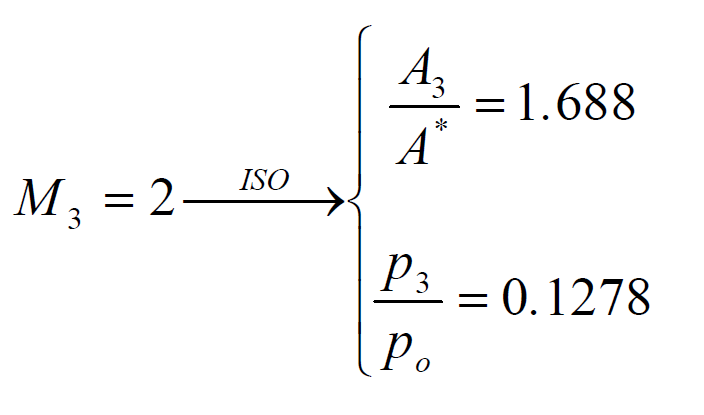 A₃/A* = 1.688
M₃ = 2 —ISO→ {
p₃/pₒ = 0.1278